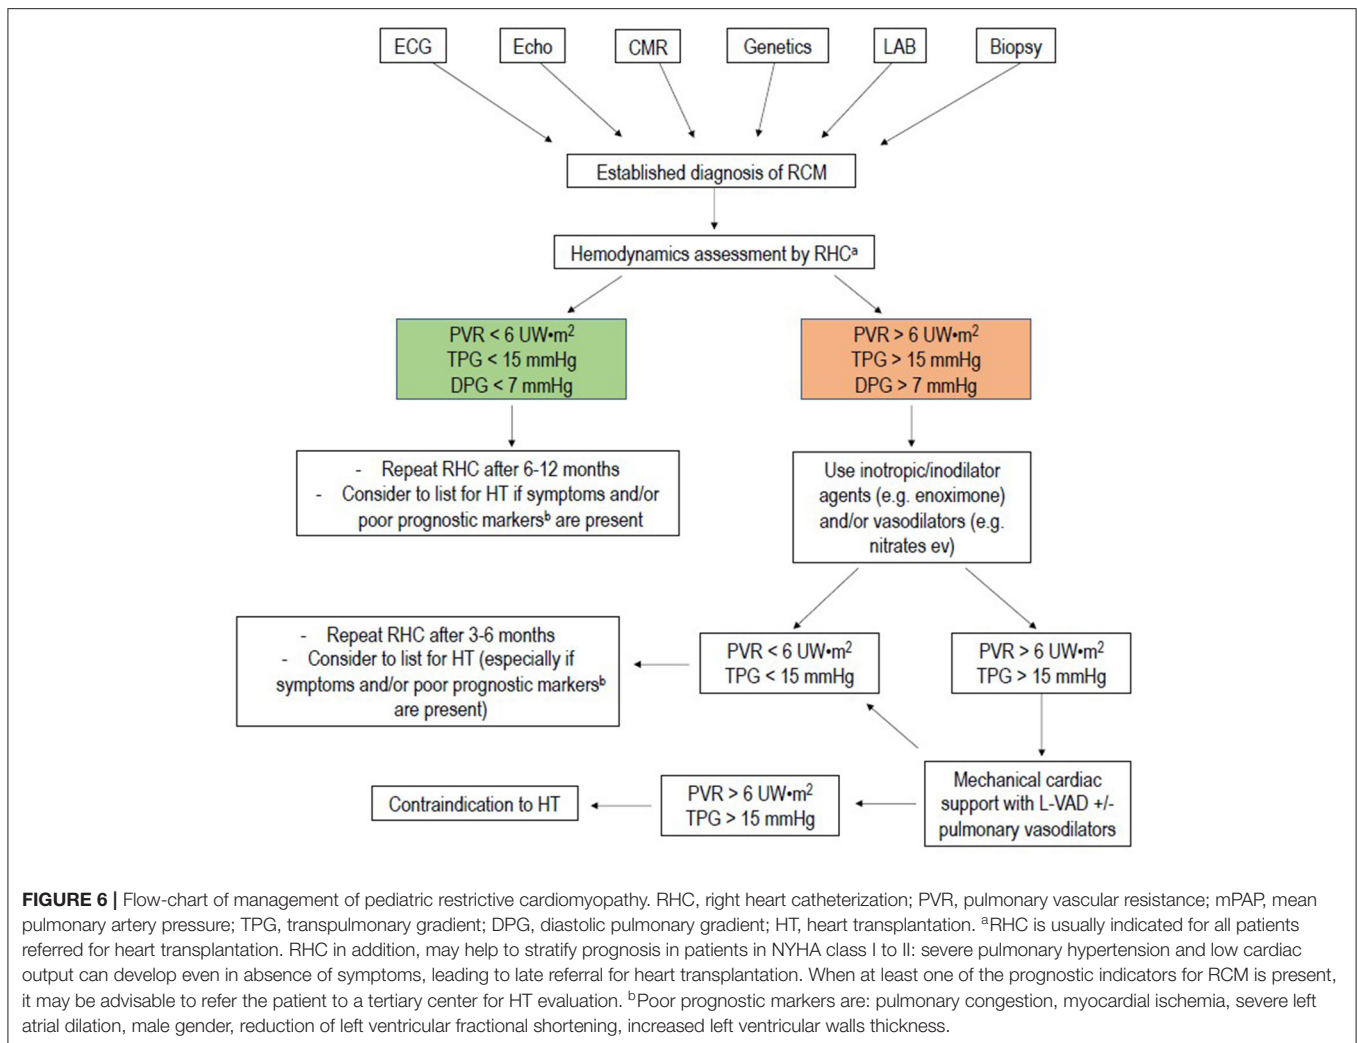 ECG
Echo
CMR
Genetics
LAB
Biopsy
Established diagnosis of RCM
Hemodynamics assessment by RHCᵃ
PVR < 6 UW•m²
TPG < 15 mmHg
DPG < 7 mmHg
PVR > 6 UW•m²
TPG > 15 mmHg
DPG > 7 mmHg
- Repeat RHC after 6-12 months
- Consider to list for HT if symptoms and/or
poor prognostic markersᵇ are present
Use inotropic/inodilator
agents (e.g. enoximone)
and/or vasodilators (e.g.
nitrates ev)
- Repeat RHC after 3-6 months
- Consider to list for HT (especially if
symptoms and/or poor prognostic markersᵇ
are present)
PVR < 6 UW•m²
TPG < 15 mmHg
PVR > 6 UW•m²
TPG > 15 mmHg
Contraindication to HT
PVR > 6 UW•m²
TPG > 15 mmHg
Mechanical cardiac
support with L-VAD +/-
pulmonary vasodilators
FIGURE 6 | Flow-chart of management of pediatric restrictive cardiomyopathy. RHC, right heart catheterization; PVR, pulmonary vascular resistance; mPAP, mean
pulmonary artery pressure; TPG, transpulmonary gradient; DPG, diastolic pulmonary gradient; HT, heart transplantation. ᵃRHC is usually indicated for all patients
referred for heart transplantation. RHC in addition, may help to stratify prognosis in patients in NYHA class I to II: severe pulmonary hypertension and low cardiac
output can develop even in absence of symptoms, leading to late referral for heart transplantation. When at least one of the prognostic indicators for RCM is present,
it may be advisable to refer the patient to a tertiary center for HT evaluation. ᵇPoor prognostic markers are: pulmonary congestion, myocardial ischemia, severe left
atrial dilation, male gender, reduction of left ventricular fractional shortening, increased left ventricular walls thickness.